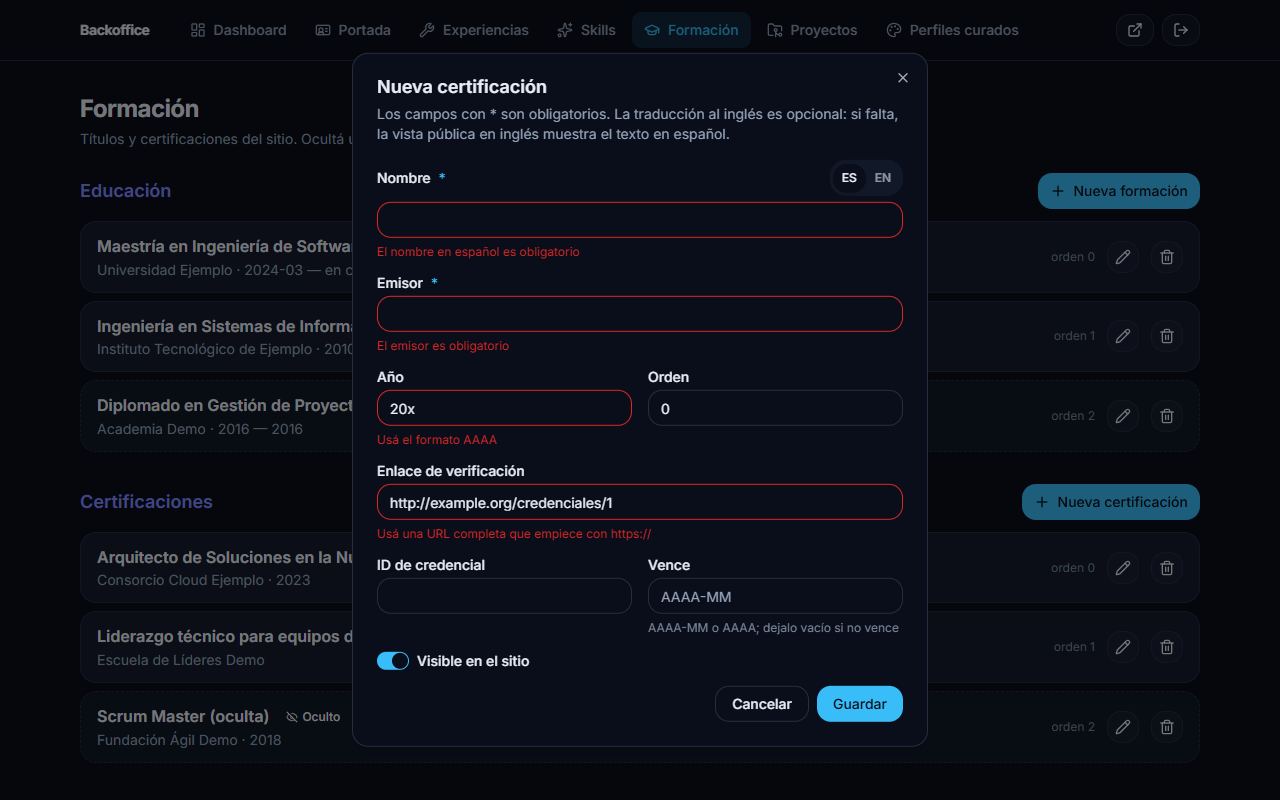 Backoffice
Dashboard
Portada
Experiencias
Skills
Formación
Proyectos
Perfiles curados
Formación
Títulos y certificaciones del sitio. Ocultá
Educación
Nueva formación
Maestría en Ingeniería de
Universidad Ejemplo · 2024-03 — en
orden 0
Ingeniería en Sistemas de
Instituto Tecnológico de Ejemplo ·
orden 1
Diplomado en Gestión de
Academia Demo · 2016 — 2016
orden 2
Certificaciones
Nueva certificación
Arquitecto de Soluciones en la
Consorcio Cloud Ejemplo · 2023
orden 0
Liderazgo técnico para equipos
Escuela de Líderes Demo
orden 1
Scrum Master (oculta)
Oculto
Fundación Ágil Demo · 2018
orden 2
Nueva certificación
Los campos con * son obligatorios. La traducción al inglés es opcional: si falta,
la vista pública en inglés muestra el texto en español.
Nombre *
ES EN
El nombre en español es obligatorio
Emisor *
El emisor es obligatorio
Año
Orden
20x
0
Usá el formato AAAA
Enlace de verificación
http://example.org/credenciales/1
Usá una URL completa que empiece con https://
ID de credencial
Vence
AAAA-MM
AAAA-MM o AAAA; dejalo vacío si no vence
Visible en el sitio
Cancelar
Guardar